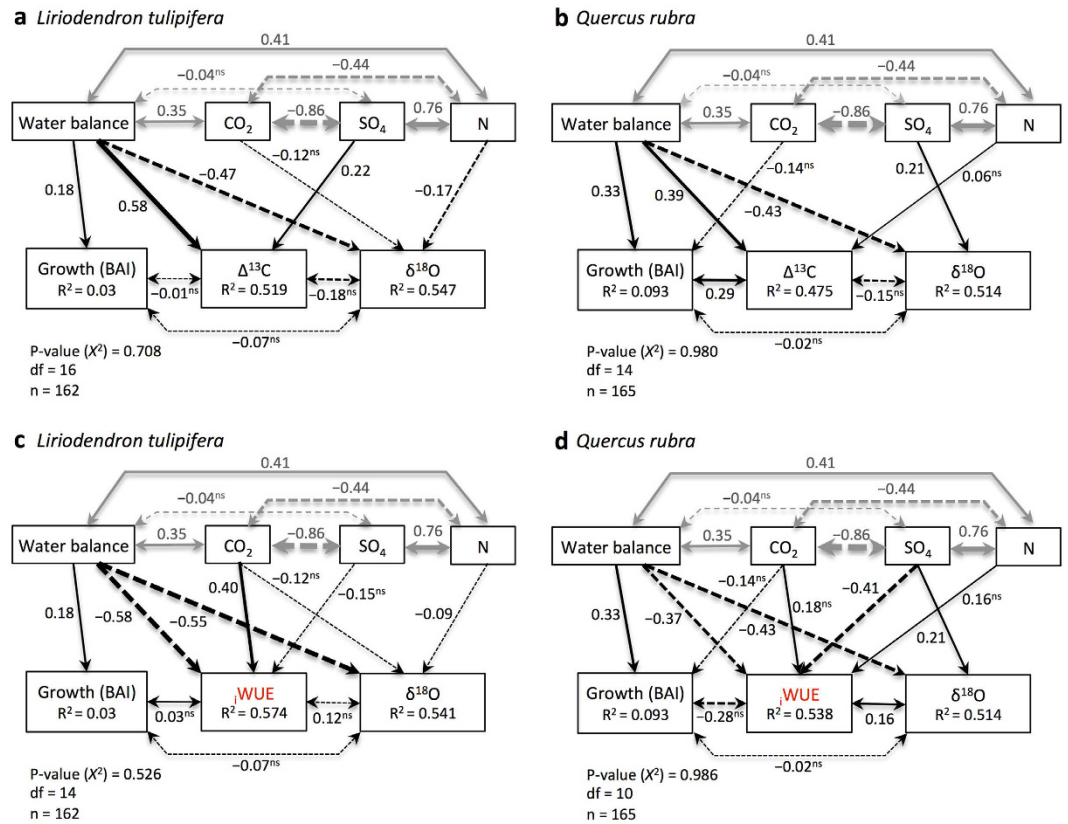 a Liriodendron tulipifera
0.41
−0.44
−0.04ns
Water balance
0.35
CO2
−0.86
SO4
0.76
N
−0.12ns
−0.47
0.22
−0.17
0.18
0.58
Growth (BAI)
R² = 0.03
−0.01ns
Δ13C
R² = 0.519
−0.18ns
δ18O
R² = 0.547
−0.07ns
P-value (X²) = 0.708
df = 16
n = 162
b Quercus rubra
0.41
−0.44
−0.04ns
Water balance
0.35
CO2
−0.86
SO4
0.76
N
−0.14ns
0.33
0.39
−0.43
0.21
0.06ns
Growth (BAI)
R² = 0.093
0.29
Δ13C
R² = 0.475
−0.15ns
δ18O
R² = 0.514
−0.02ns
P-value (X²) = 0.980
df = 14
n = 165
c Liriodendron tulipifera
0.41
−0.44
−0.04ns
Water balance
0.35
CO2
−0.86
SO4
0.76
N
−0.12ns
0.40
−0.15ns
−0.09
0.18
−0.58
−0.55
Growth (BAI)
R² = 0.03
0.03ns
iWUE
R² = 0.574
0.12ns
δ18O
R² = 0.541
−0.07ns
P-value (X²) = 0.526
df = 14
n = 162
d Quercus rubra
0.41
−0.44
−0.04ns
Water balance
0.35
CO2
−0.86
SO4
0.76
N
−0.14ns
−0.41
0.33
−0.37
0.18ns
0.16ns
−0.43
0.21
Growth (BAI)
R² = 0.093
−0.28ns
iWUE
R² = 0.538
0.16
δ18O
R² = 0.514
−0.02ns
P-value (X²) = 0.986
df = 10
n = 165